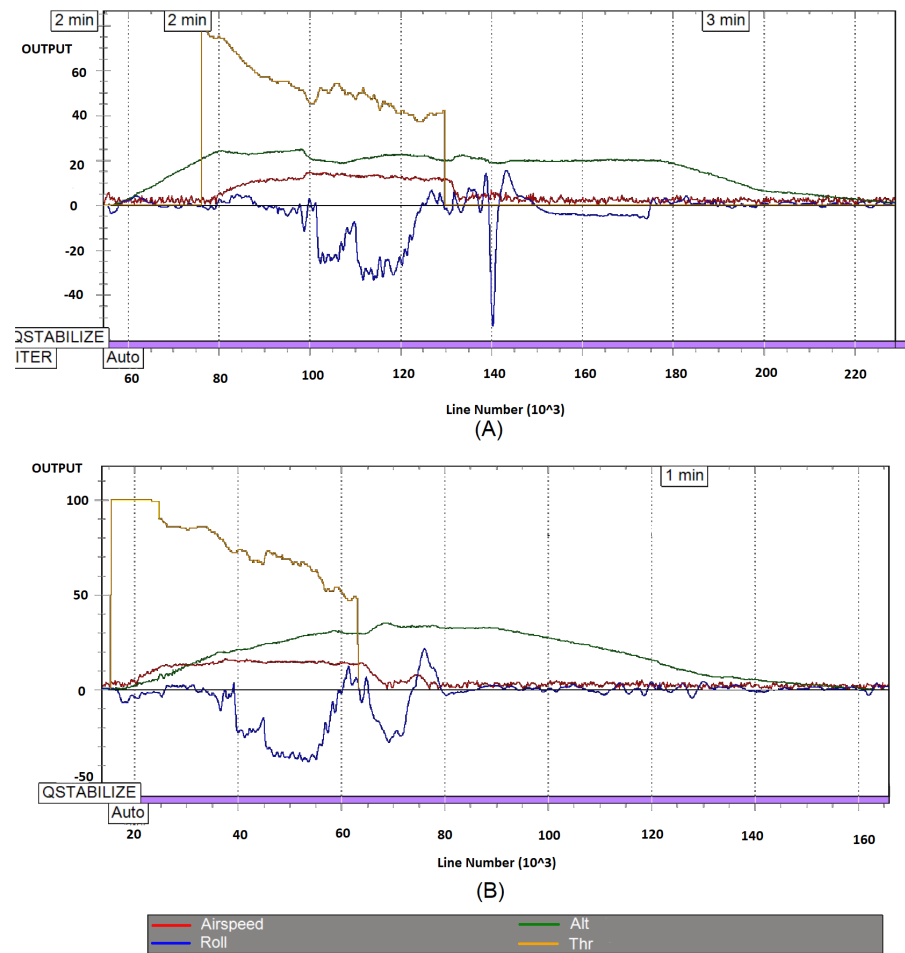 2 min 2 min 3 min
OUTPUT
60
40
20
0
-20
-40
QSTABILIZE
ITER Auto
60 80 100 120 140 160 180 200 220
Line Number (10^3)
(A)
OUTPUT
1 min
100
50
0
-50
QSTABILIZE
Auto
20 40 60 80 100 120 140 160
Line Number (10^3)
(B)
Airspeed Alt
Roll Thr